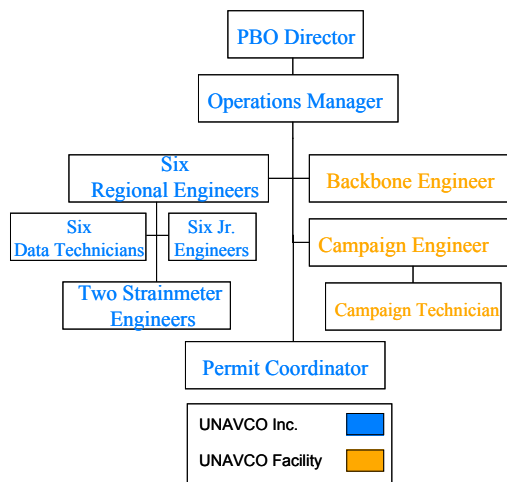 PBO Director
Operations Manager
Six
Regional Engineers
Backbone Engineer
Six
Data Technicians
Six Jr.
Engineers
Campaign Engineer
Two Strainmeter
Engineers
Campaign Technician
Permit Coordinator
UNAVCO Inc.
UNAVCO Facility